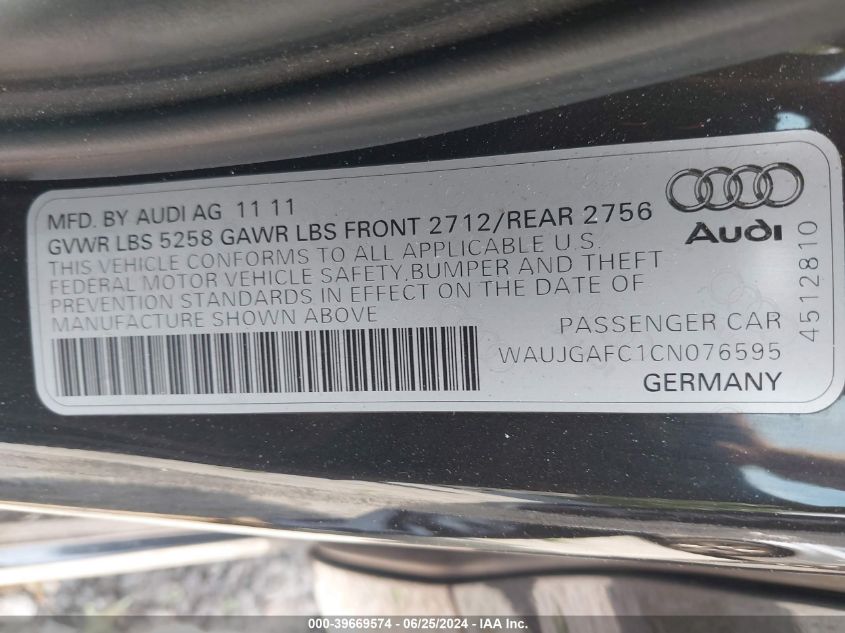 MFD. BY AUDI AG 11 11
GVWR LBS 5258 GAWR LBS FRONT 2712/REAR 2756
THIS VEHICLE CONFORMS TO ALL APPLICABLE U.S.
FEDERAL MOTOR VEHICLE SAFETY,BUMPER AND THEFT
PREVENTION STANDARDS IN EFFECT ON THE DATE OF
MANUFACTURE SHOWN ABOVE
Audi
4512810
PASSENGER CAR
WAUJGAFC1CN076595
GERMANY
000-39669574 - 06/25/2024 - IAA Inc.